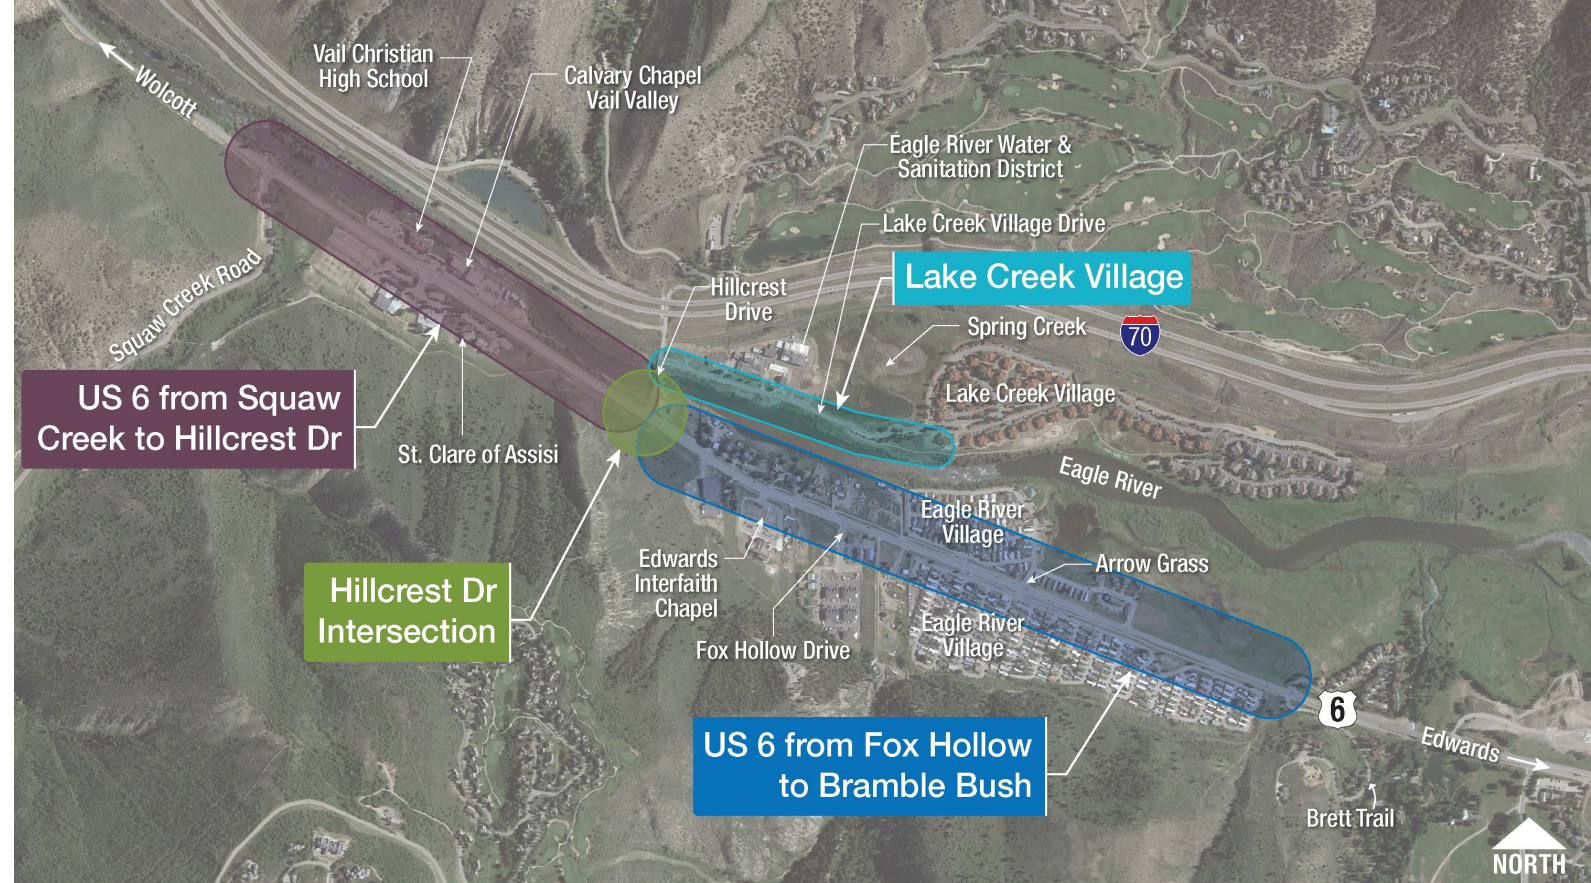 Wolcott
Vail Christian
High School
Calvary Chapel
Vail Valley
Eagle River Water &
Sanitation District
Lake Creek Village Drive
Lake Creek Village
Squaw Creek Road
Hillcrest
Drive
Spring Creek
70
Lake Creek Village
US 6 from Squaw
Creek to Hillcrest Dr
St. Clare of Assisi
Eagle River
Eagle River
Village
Edwards
Interfaith
Chapel
Arrow Grass
Hillcrest Dr
Intersection
Eagle River
Village
Fox Hollow Drive
6
US 6 from Fox Hollow
to Bramble Bush
Edwards
Brett Trail
NORTH